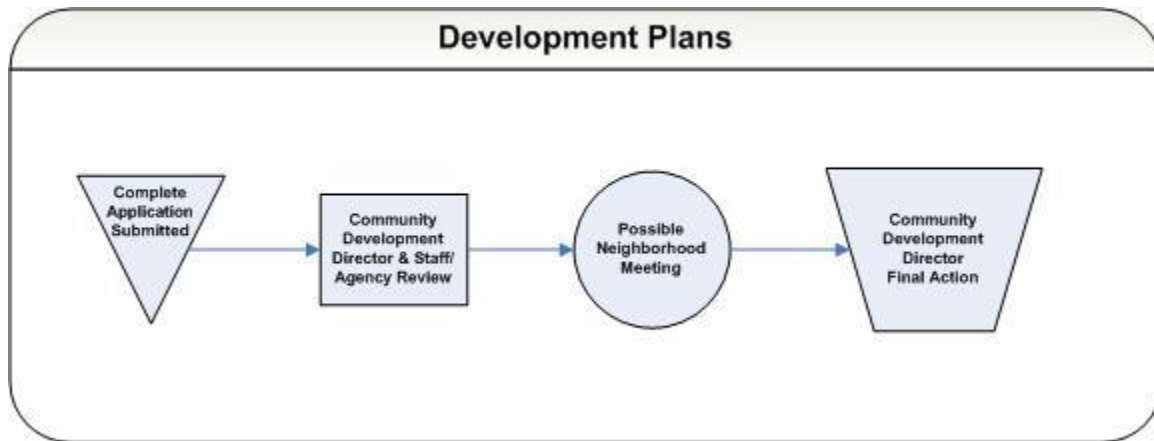 Development Plans
Complete
Application
Submitted
Community
Development
Director & Staff/
Agency Review
Possible
Neighborhood
Meeting
Community
Development
Director
Final Action